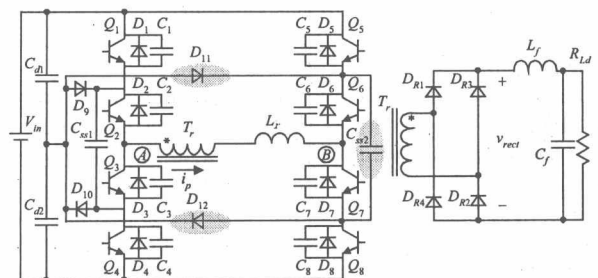 Q1 D1 C1 C5 D5 Q5
Cd1 D11 Lf RLd
D2 C2 C6 D6 Q6 DR1 DR3 +
D9 Q2 Tr Lr Css2 Tr
Vin Css1 * A B * vrect Cf
Q3 ip
D10 D12 DR4 DR2 −
Cd2 D3 C3 C7 D7 Q7
Q4 D4 C4 C8 D8 Q8